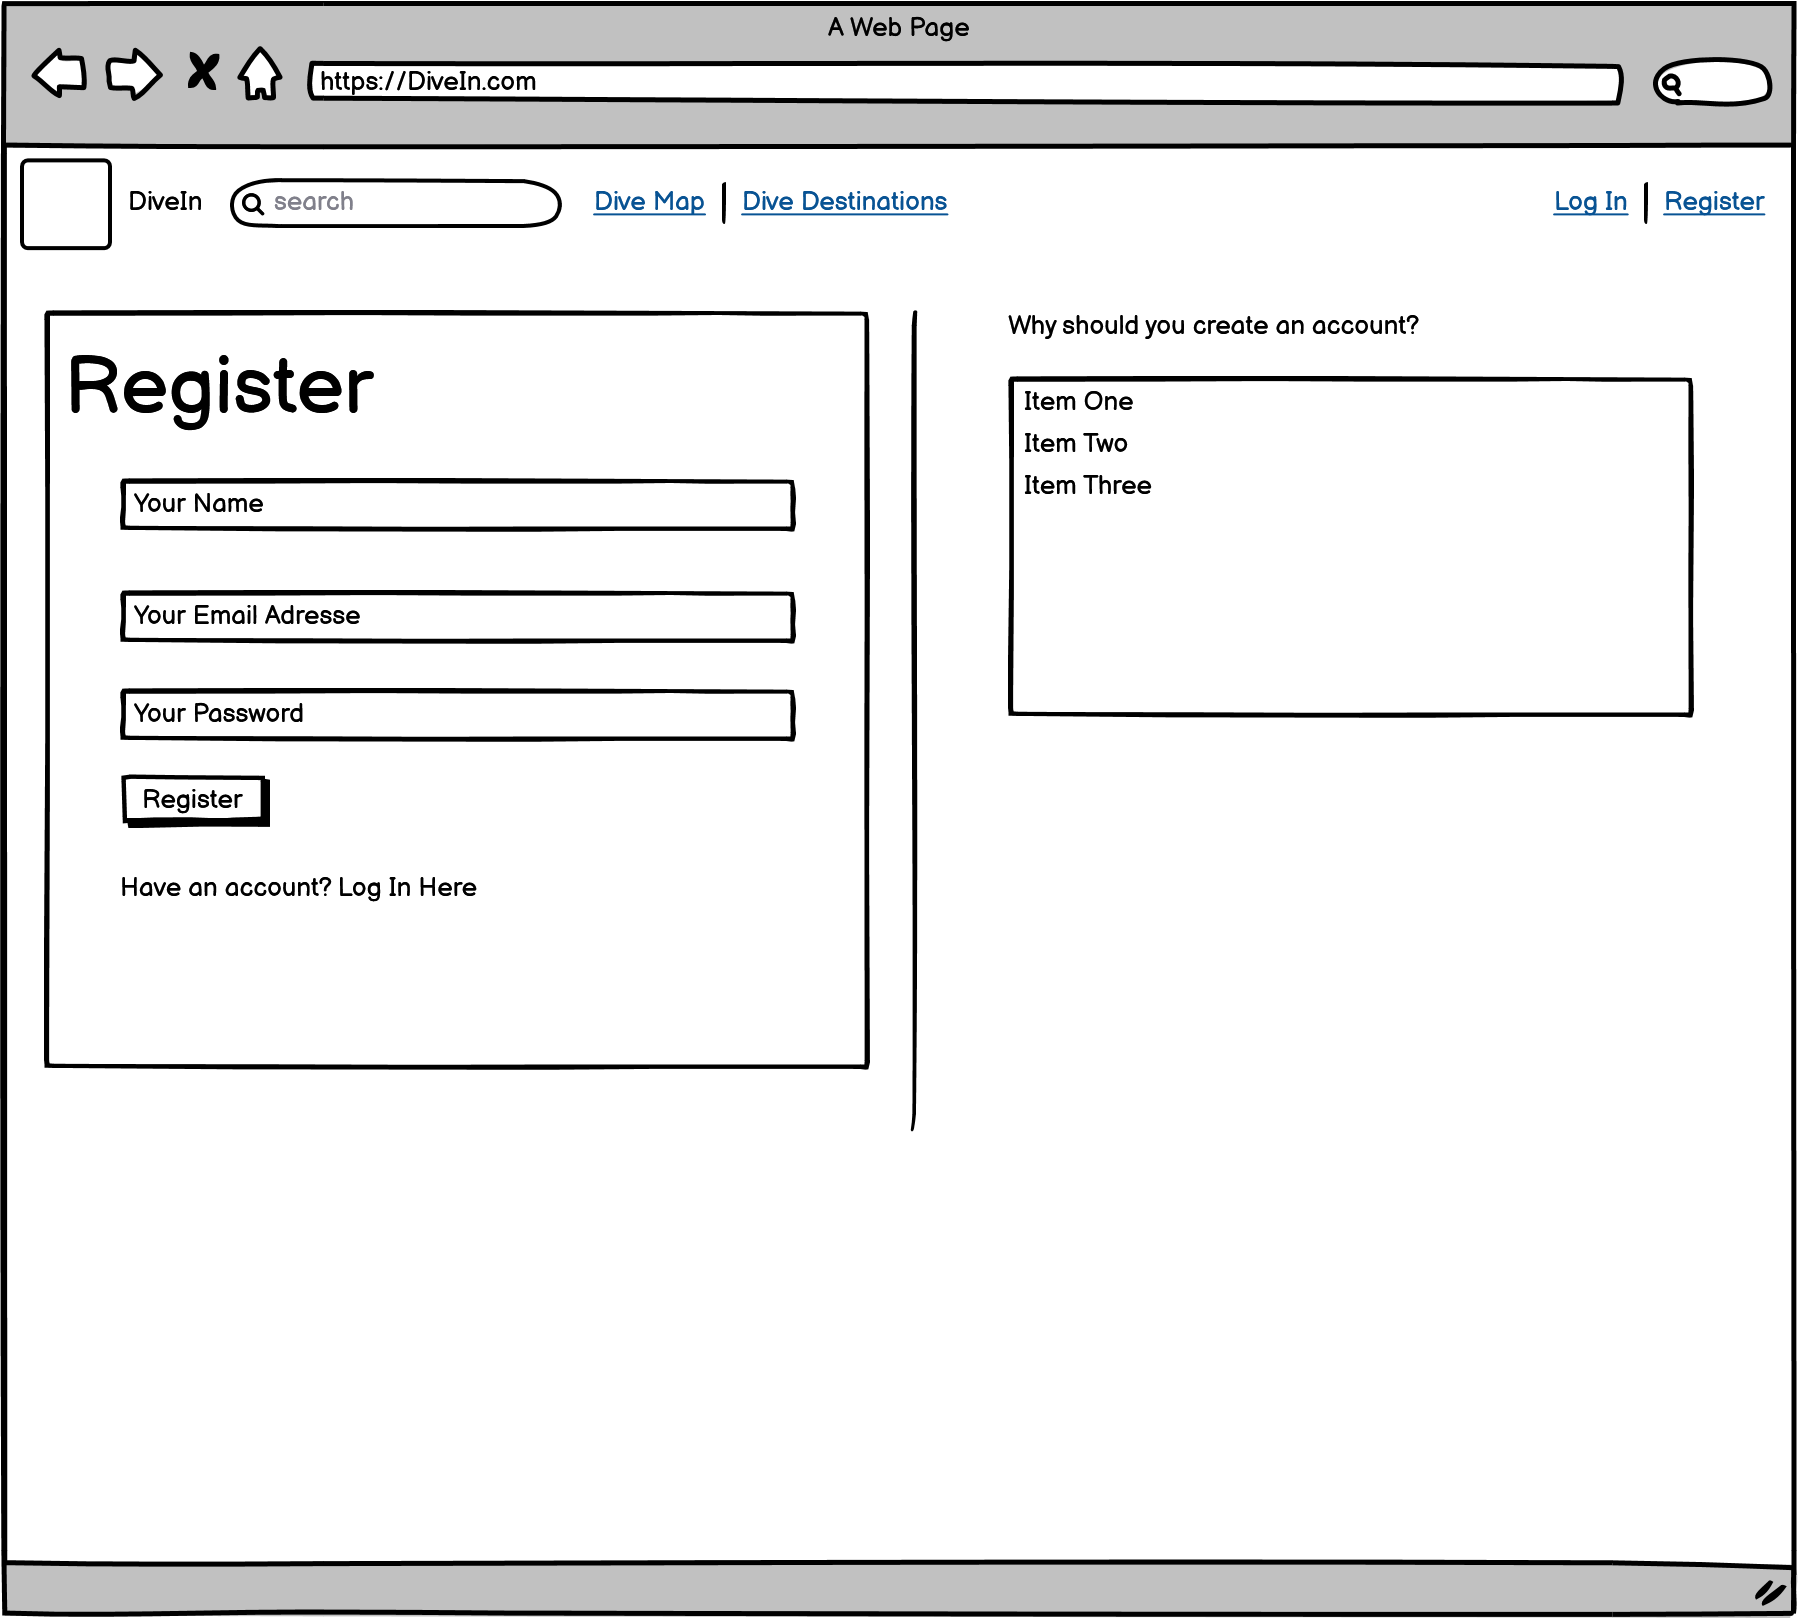 A Web Page
https://DiveIn.com
DiveIn
search
Dive Map
Dive Destinations
Log In
Register
Register
Your Name
Your Email Adresse
Your Password
Register
Have an account? Log In Here
Why should you create an account?
Item One
Item Two
Item Three